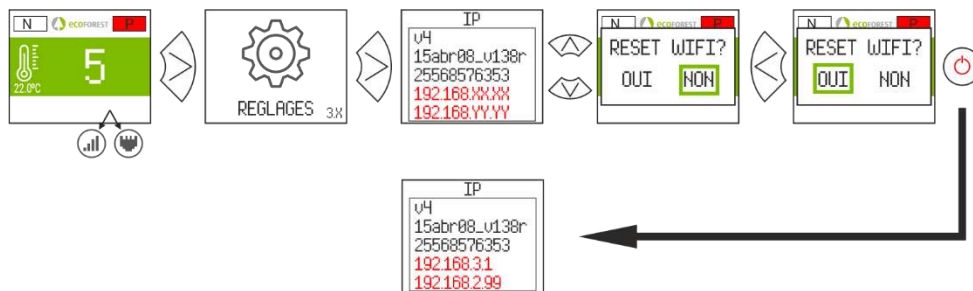 N ecoFOREST P
5
22.0ºC
REGLAGES 3.X
IP
v4
15abr08_v138r
25568576353
192.168.XX.XX
192.168.YY.YY
N ecoFOREST P
RESET WIFI?
OUI NON
N ecoFOREST P
RESET WIFI?
OUI NON
IP
v4
15abr08_v138r
25568576353
192.168.3.1
192.168.2.99